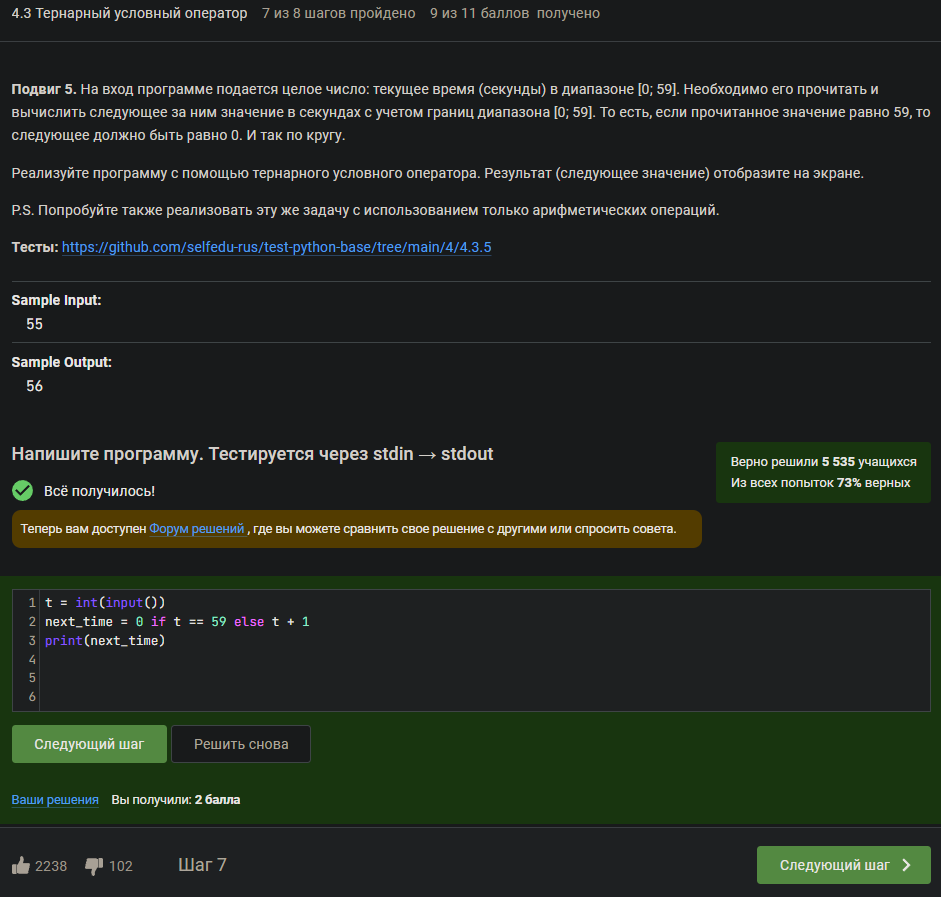 4.3 Тернарный условный оператор 7 из 8 шагов пройдено 9 из 11 баллов получено
Подвиг 5. На вход программе подается целое число: текущее время (секунды) в диапазоне [0; 59]. Необходимо его прочитать и
вычислить следующее за ним значение в секундах с учетом границ диапазона [0; 59]. То есть, если прочитанное значение равно 59, то
следующее должно быть равно 0. И так по кругу.
Реализуйте программу с помощью тернарного условного оператора. Результат (следующее значение) отобразите на экране.
P.S. Попробуйте также реализовать эту же задачу с использованием только арифметических операций.
Тесты: https://github.com/selfedu-rus/test-python-base/tree/main/4/4.3.5
Sample Input:
55
Sample Output:
56
Напишите программу. Тестируется через stdin → stdout
Верно решили 5 535 учащихся
Из всех попыток 73% верных
Всё получилось!
Теперь вам доступен Форум решений , где вы можете сравнить свое решение с другими или спросить совета.
1 t = int(input())
2 next_time = 0 if t == 59 else t + 1
3 print(next_time)
4
5
6
Следующий шаг Решить снова
Ваши решения Вы получили: 2 балла
2238 102 Шаг 7 Следующий шаг